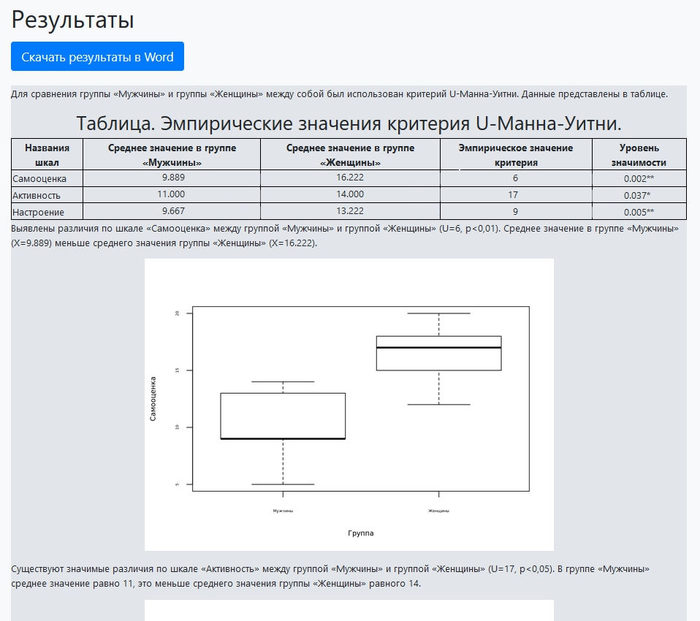 Результаты
Скачать результаты в Word
Для сравнения группы «Мужчины» и группы «Женщины» между собой был использован критерий U-Манна-Уитни. Данные представлены в таблице.
Таблица. Эмпирические значения критерия U-Манна-Уитни.
Названия шкал Среднее значение в группе «Мужчины» Среднее значение в группе «Женщины» Эмпирическое значение критерия Уровень значимости
Самооценка 9.889 16.222 6 0.002**
Активность 11.000 14.000 17 0.037*
Настроение 9.667 13.222 9 0.005**
Выявлены различия по шкале «Самооценка» между группой «Мужчины» и группой «Женщины» (U=6, p<0,01). Среднее значение в группе «Мужчины»
(X=9.889) меньше среднего значения группы «Женщины» (X=16.222).
20
15
10
5
Самооценка
Мужчины Женщины
Группа
Существуют значимые различия по шкале «Активность» между группой «Мужчины» и группой «Женщины» (U=17, p<0,05). В группе «Мужчины»
среднее значение равно 11, это меньше среднего значения группы «Женщины» равного 14.